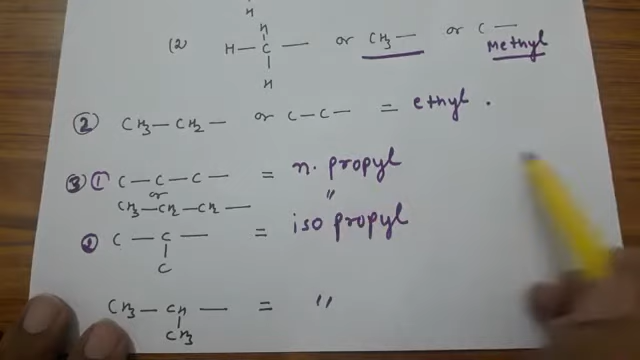 H
H
(2) H — C — or CH3 — or C —
H
Methyl
② CH3 — CH2 — or C — C — = ethyl .
③ ① C — C — C — = n. propyl
or
CH3 — CH2 — CH2 — "
② C — C — = iso propyl
C
CH3 — CH — = "
CH3